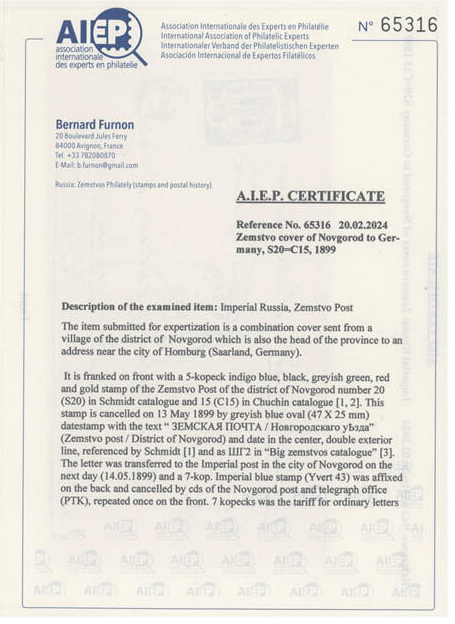 AIEP
association
internationale
des experts en philatélie
Association Internationale des Experts en Philatélie
International Association of Philatelic Experts
Internationaler Verband der Philatelistischen Experten
Asociación Internacional de Expertos Filatélicos
N° 65316
Bernard Furnon
20 Boulevard Jules Ferry
84000 Avignon, France
Tel. +33 782080870
E-Mail: b.furnon@gmail.com
Russia: Zemstvos Philately (stamps and postal history)
A.I.E.P. CERTIFICATE
Reference No. 65316 20.02.2024
Zemstvo cover of Novgorod to Ger-
many, S20=C15, 1899
Description of the examined item: Imperial Russia, Zemstvo Post
The item submitted for expertization is a combination cover sent from a
village of the district of Novgorod which is also the head of the province to an
address near the city of Homburg (Saarland, Germany).
It is franked on front with a 5-kopeck indigo blue, black, greyish green, red
and gold stamp of the Zemstvo Post of the district of Novgorod number 20
(S20) in Schmidt catalogue and 15 (C15) in Chuchin catalogue [1, 2]. This
stamp is cancelled on 13 May 1899 by greyish blue oval (47 X 25 mm)
datestamp with the text “ ЗЕМСКАЯ ПОЧТА / Новгородскаго уѣзда”
(Zemstvo post / District of Novgorod) and date in the center, double exterior
line, referenced by Schmidt [1] and as ШГ2 in “Big zemstvos catalogue” [3].
The letter was transferred to the Imperial post in the city of Novgorod on the
next day (14.05.1899) and a 7-kop. Imperial blue stamp (Yvert 43) was affixed
on the back and cancelled by cds of the Novgorod post and telegraph office
(PTK), repeated once on the front. 7 kopecks was the tariff for ordinary letters